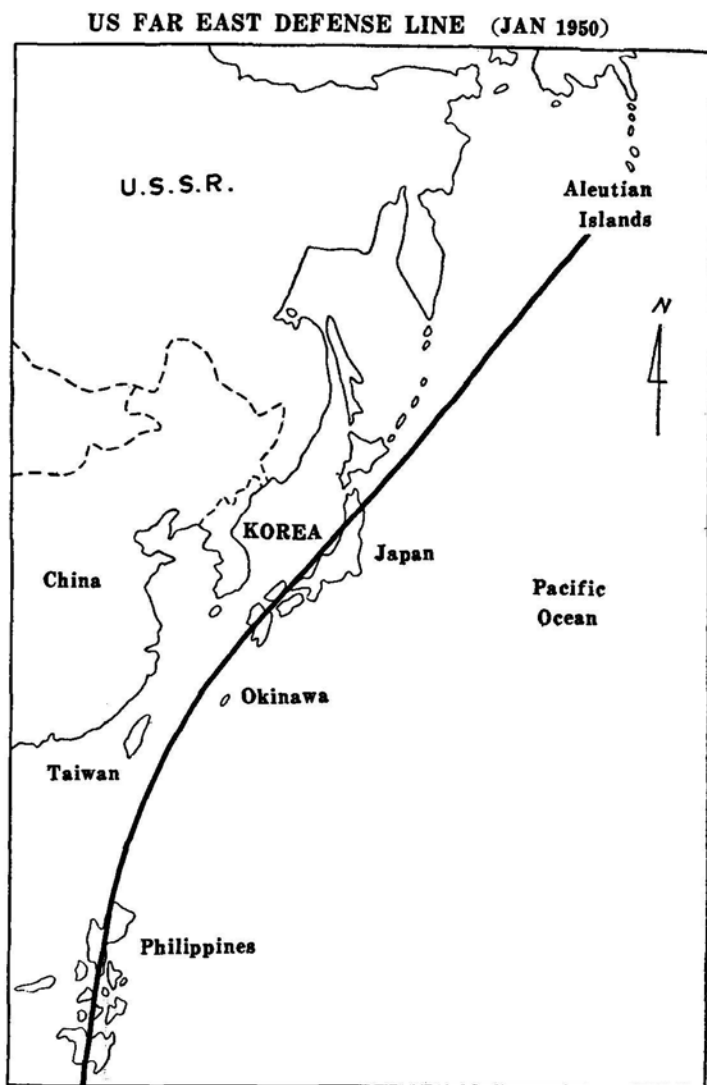 US FAR EAST DEFENSE LINE (JAN 1950)
U.S.S.R.
Aleutian
Islands
N
KOREA
Japan
China
Pacific
Ocean
Okinawa
Taiwan
Philippines